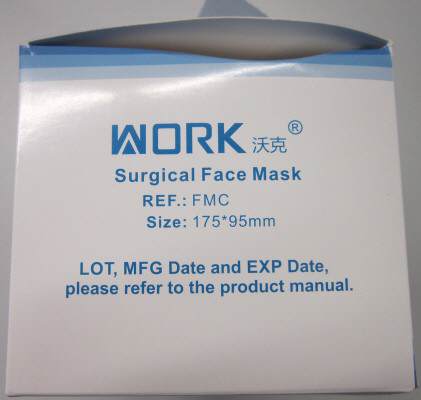 WORK 沃克®
Surgical Face Mask
REF.: FMC
Size: 175*95mm
LOT, MFG Date and EXP Date,
please refer to the product manual.